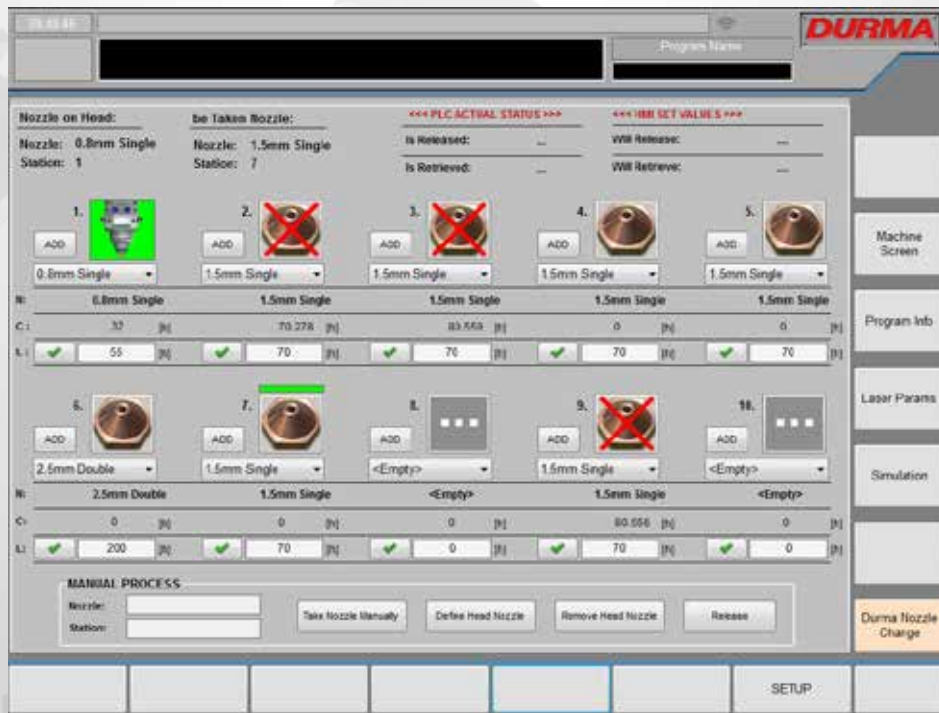 DURMA
Program Name
Nozzle on Head: be Taken Nozzle: <<< PLC ACTUAL STATUS >>> <<< HMI SET VALUES >>>
Nozzle: 0.8mm Single Nozzle: 1.5mm Single Is Released: ... Will Release: ...
Station: 1 Station: 7 Is Retrieved: ... Will Retrieve: ...
1. 2. 3. 4. 5.
ADD ADD ADD ADD ADD
0.8mm Single 1.5mm Single 1.5mm Single 1.5mm Single 1.5mm Single
N: 0.8mm Single 1.5mm Single 1.5mm Single 1.5mm Single 1.5mm Single
C: 32 [h] 70.278 [h] [h] 0 [h] 0 [h]
L: 55 [h] 70 [h] 70 [h] 70 [h] 70 [h]
6. 7. 8. 9. 10.
ADD ADD ADD ADD ADD
2.5mm Double 1.5mm Single <Empty> 1.5mm Single <Empty>
N: 2.5mm Double 1.5mm Single <Empty> 1.5mm Single <Empty>
C: 0 [h] 0 [h] 0 [h] 80.556 [h] 0 [h]
L: 200 [h] 70 [h] 0 [h] 70 [h] 0 [h]
MANUAL PROCESS
Nozzle:
Station:
Take Nozzle Manually Define Head Nozzle Remove Head Nozzle Release
Machine
Screen
Program Info
Laser Params
Simulation
Durma Nozzle
Change
SETUP